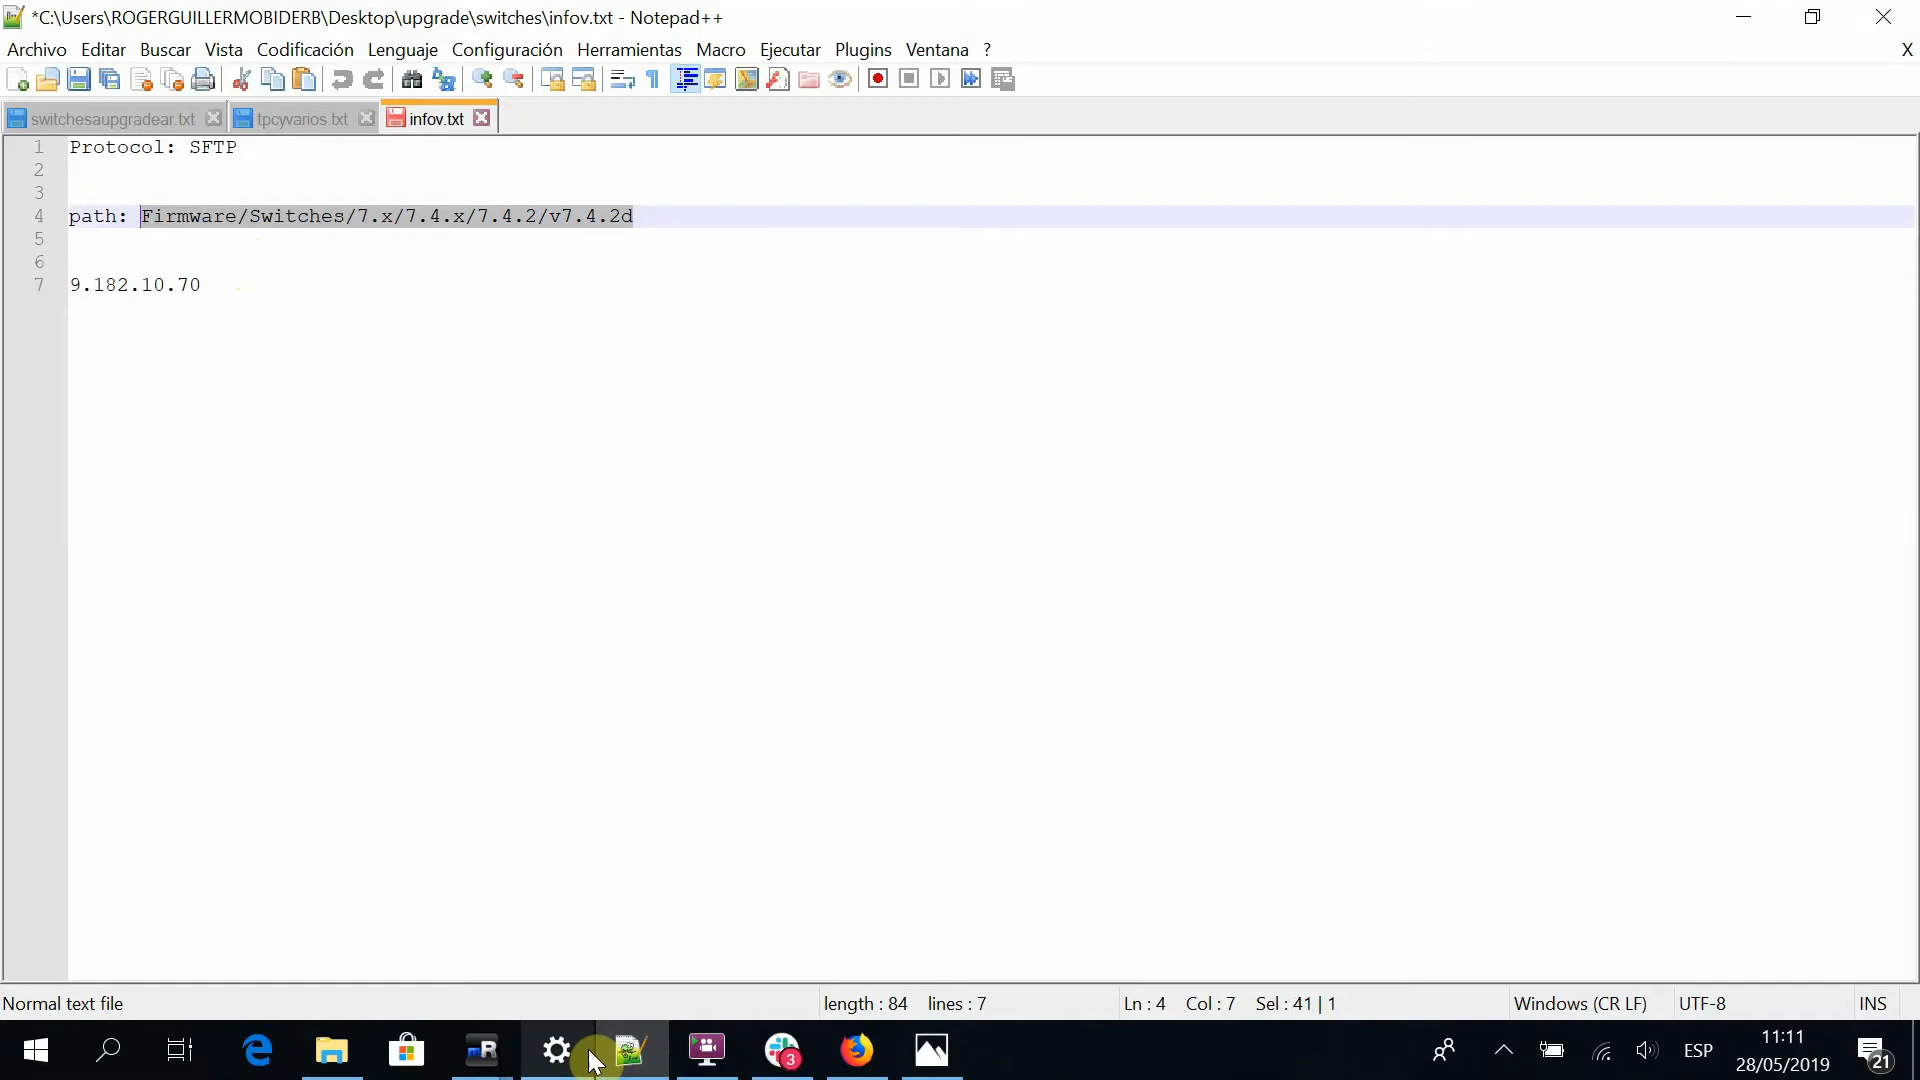 *C:\Users\ROGERGUILLERMOBIDERB\Desktop\upgrade\switches\infov.txt - Notepad++
Archivo Editar Buscar Vista Codificación Lenguaje Configuración Herramientas Macro Ejecutar Plugins Ventana ? X
switchesaupgradear.txt tpcyvarios.txt infov.txt
1 Protocol: SFTP
2
3
4 path: Firmware/Switches/7.x/7.4.x/7.4.2/v7.4.2d
5
6
7 9.182.10.70
Normal text file length : 84 lines : 7 Ln : 4 Col : 7 Sel : 41 | 1 Windows (CR LF) UTF-8 INS
mR 3 ESP 11:11
28/05/2019 21